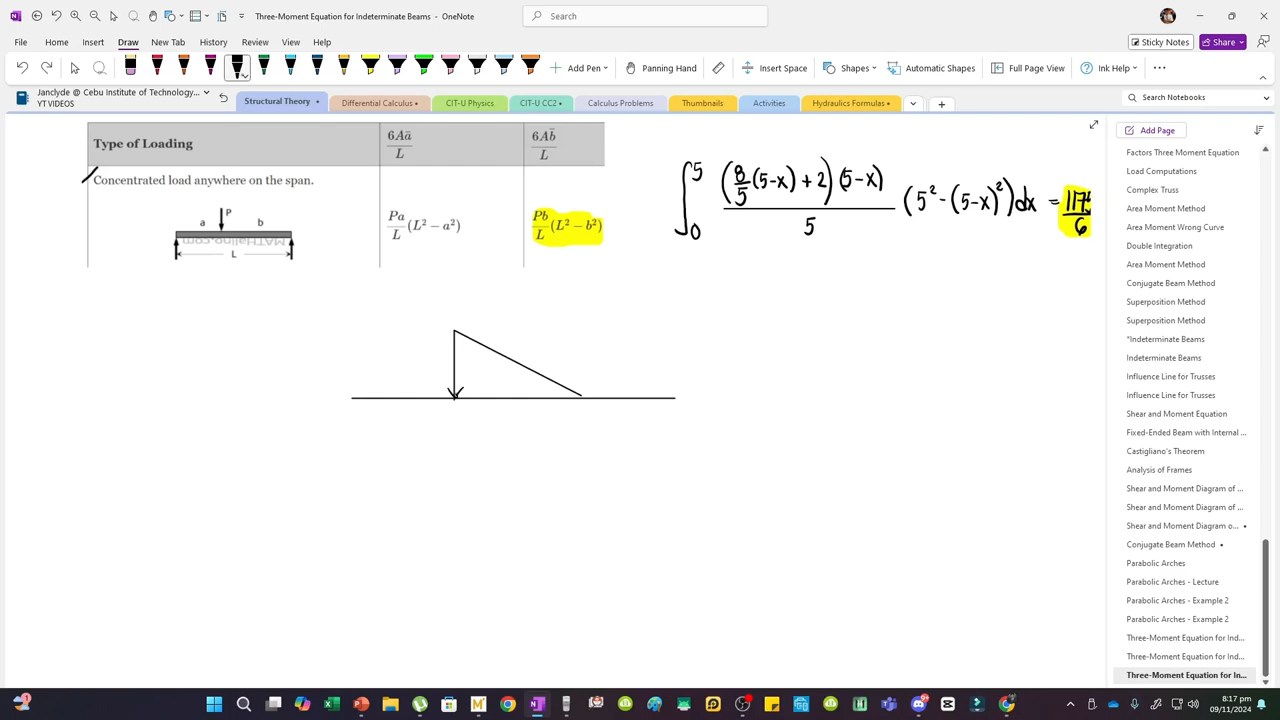 Three-Moment Equation for Indeterminate Beams - OneNote
Search
File Home Insert Draw New Tab History Review View Help
Sticky Notes
Share
Add Pen
Panning Hand
Insert Space
Shapes
Automatic Shapes
Full Page View
Ink Help
Janclyde @ Cebu Institute of Technology...
YT VIDEOS
Structural Theory
Differential Calculus
CIT-U Physics
CIT-U CC2
Calculus Problems
Thumbnails
Activities
Hydraulics Formulas
Search Notebooks
Type of Loading
6Aā/L
6Ab̄/L
Concentrated load anywhere on the span.
a P b
MATHalino.com
L
Pa/L (L² − a²)
Pb/L (L² − b²)
∫₀⁵ (8/5(5-x)+2)(5-x)/5 (5²-(5-x)²)dx =
Add Page
Factors Three Moment Equation
Load Computations
Complex Truss
Area Moment Method
Area Moment Wrong Curve
Double Integration
Area Moment Method
Conjugate Beam Method
Superposition Method
Superposition Method
*Indeterminate Beams
Indeterminate Beams
Influence Line for Trusses
Influence Line for Trusses
Shear and Moment Equation
Fixed-Ended Beam with Internal ...
Castigliano's Theorem
Analysis of Frames
Shear and Moment Diagram of ...
Shear and Moment Diagram of ...
Shear and Moment Diagram o...
Conjugate Beam Method
Parabolic Arches
Parabolic Arches - Lecture
Parabolic Arches - Example 2
Parabolic Arches - Example 2
Three-Moment Equation for Ind...
Three-Moment Equation for Ind...
Three-Moment Equation for In...
8:17 pm
09/11/2024